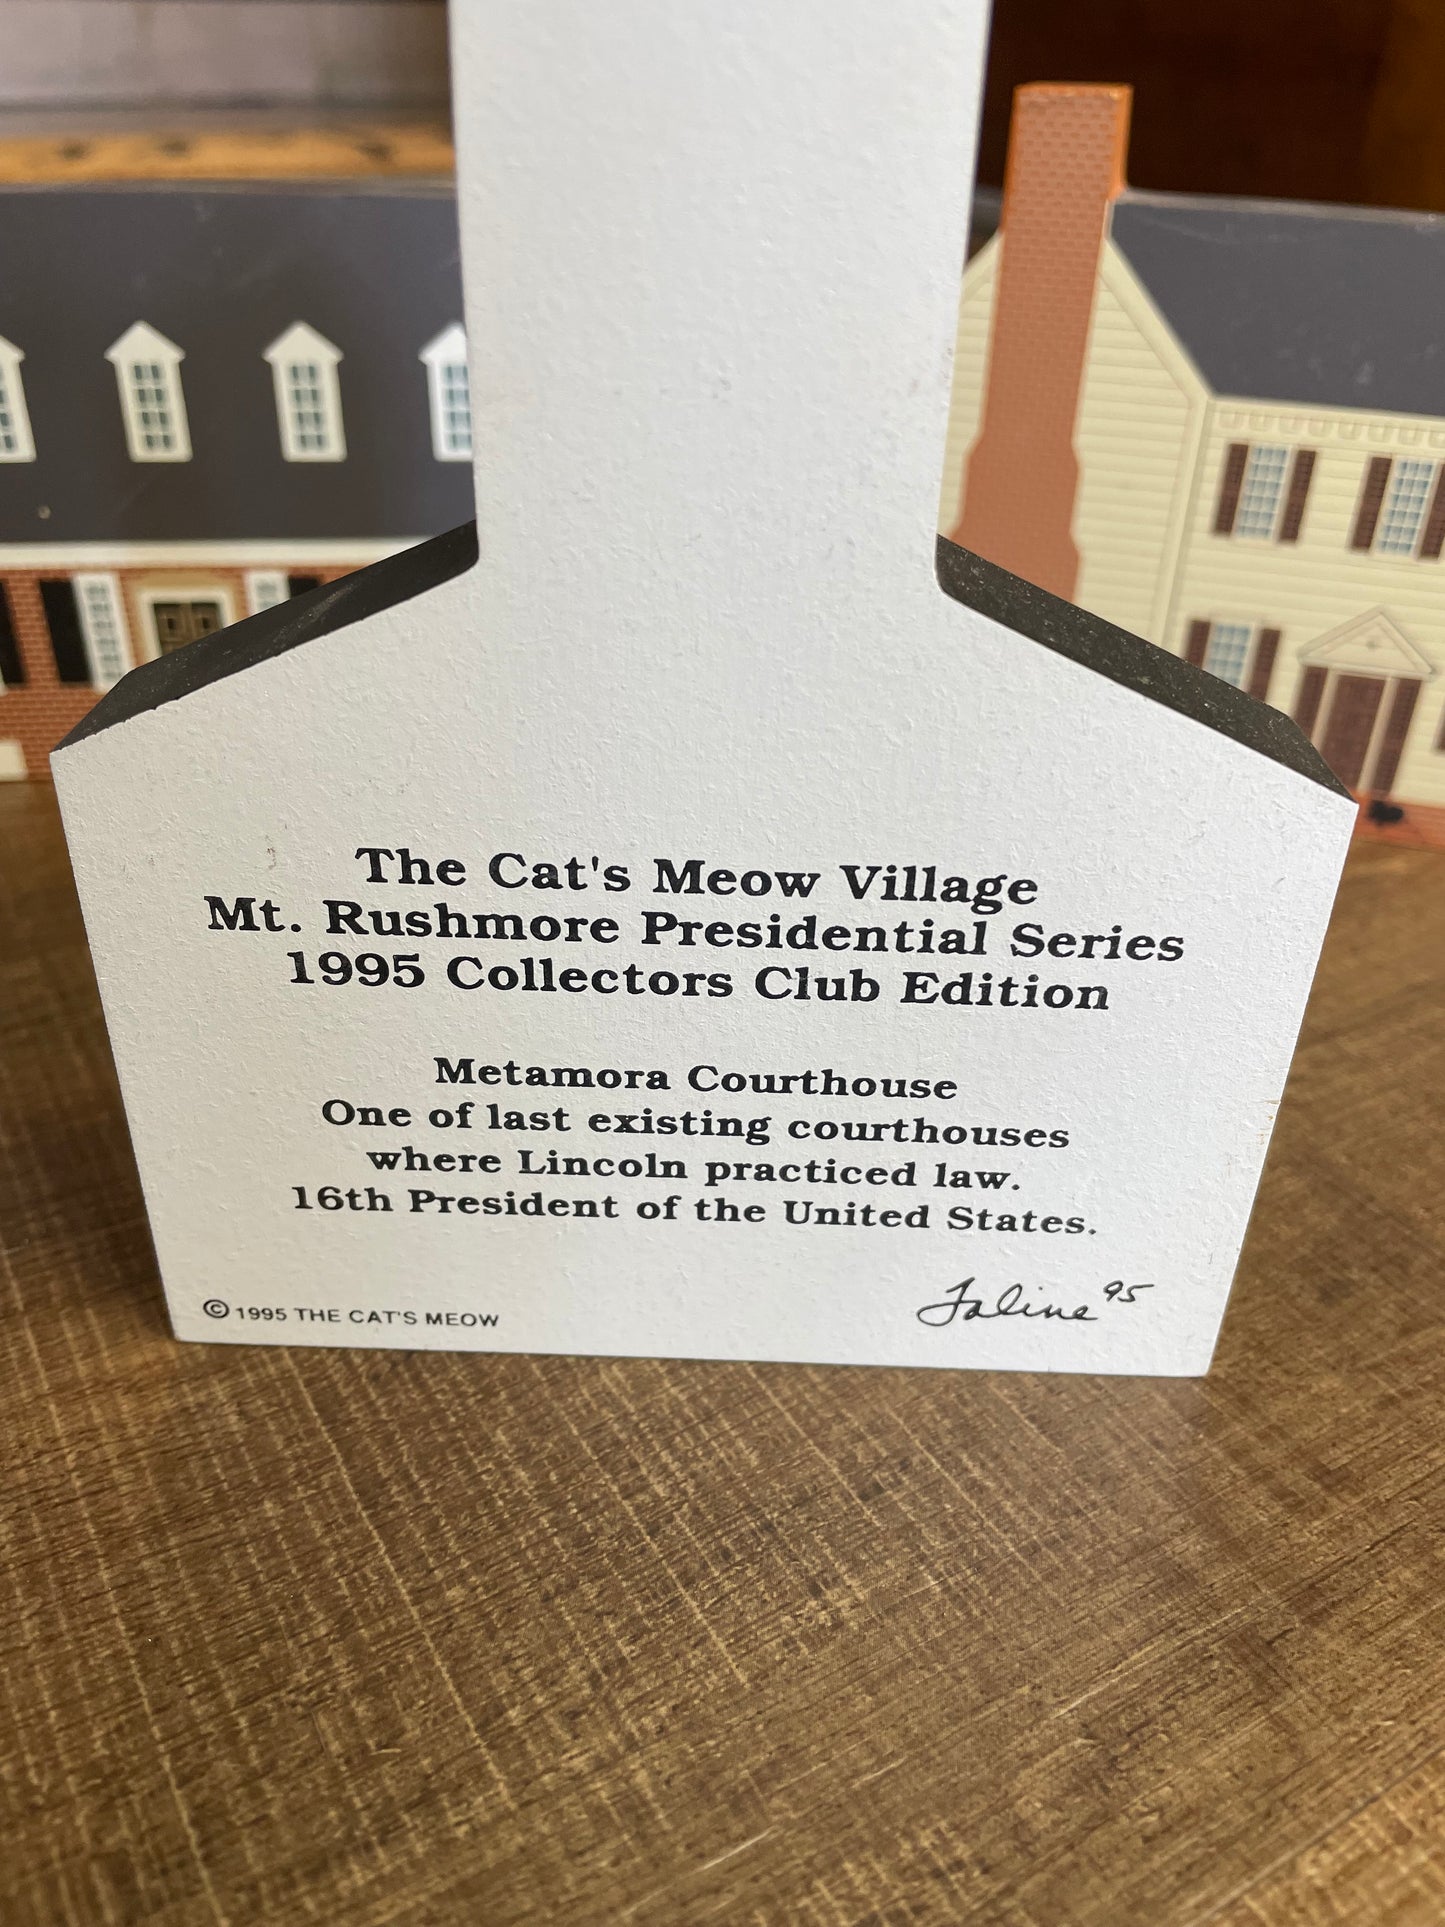 The Cat's Meow Village
Mt. Rushmore Presidential Series
1995 Collectors Club Edition
Metamora Courthouse
One of last existing courthouses
where Lincoln practiced law.
16th President of the United States.
© 1995 THE CAT'S MEOW
Faline 95